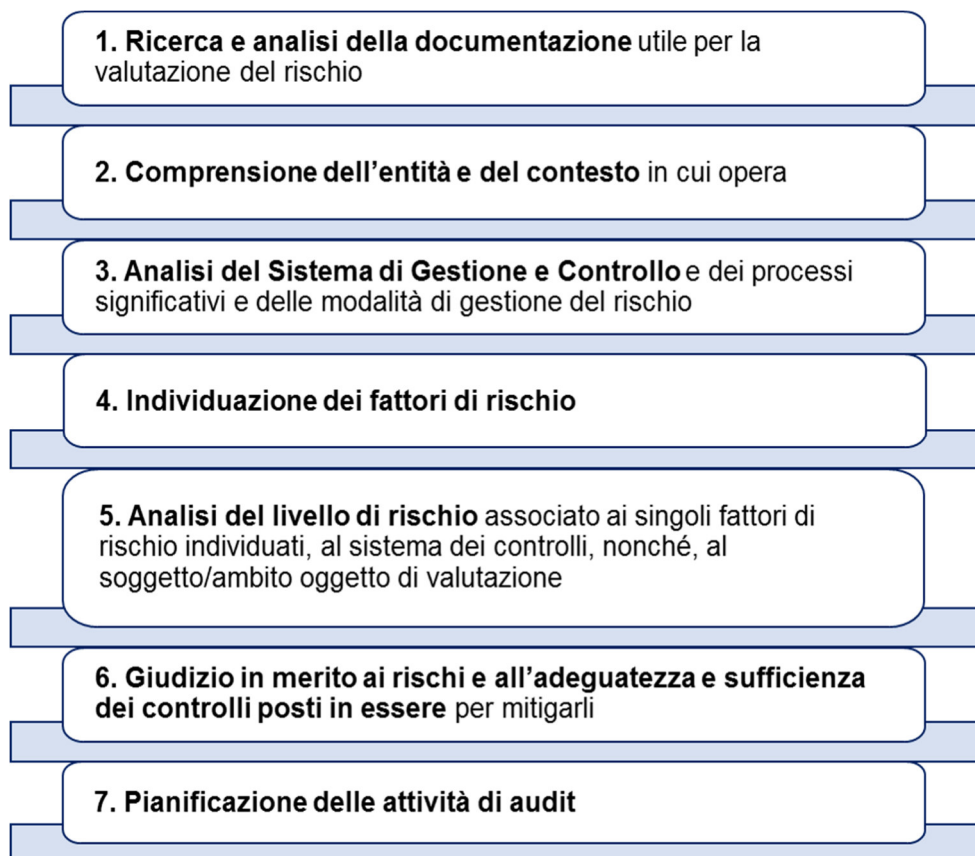 1. Ricerca e analisi della documentazione utile per la
valutazione del rischio
2. Comprensione dell'entità e del contesto in cui opera
3. Analisi del Sistema di Gestione e Controllo e dei processi
significativi e delle modalità di gestione del rischio
4. Individuazione dei fattori di rischio
5. Analisi del livello di rischio associato ai singoli fattori di
rischio individuati, al sistema dei controlli, nonché, al
soggetto/ambito oggetto di valutazione
6. Giudizio in merito ai rischi e all'adeguatezza e sufficienza
dei controlli posti in essere per mitigarli
7. Pianificazione delle attività di audit